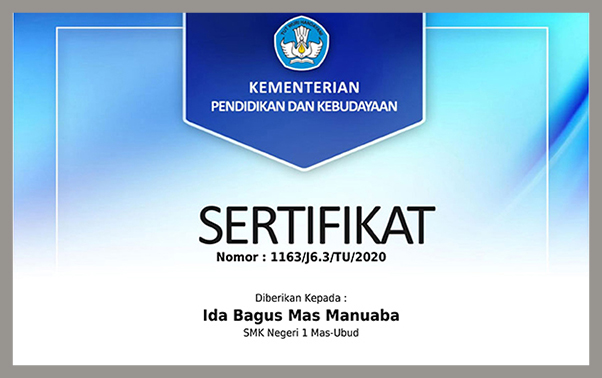 KEMENTERIAN
PENDIDIKAN DAN KEBUDAYAAN
SERTIFIKAT
Nomor : 1163/J6.3/TU/2020
Diberikan Kepada :
Ida Bagus Mas Manuaba
SMK Negeri 1 Mas-Ubud